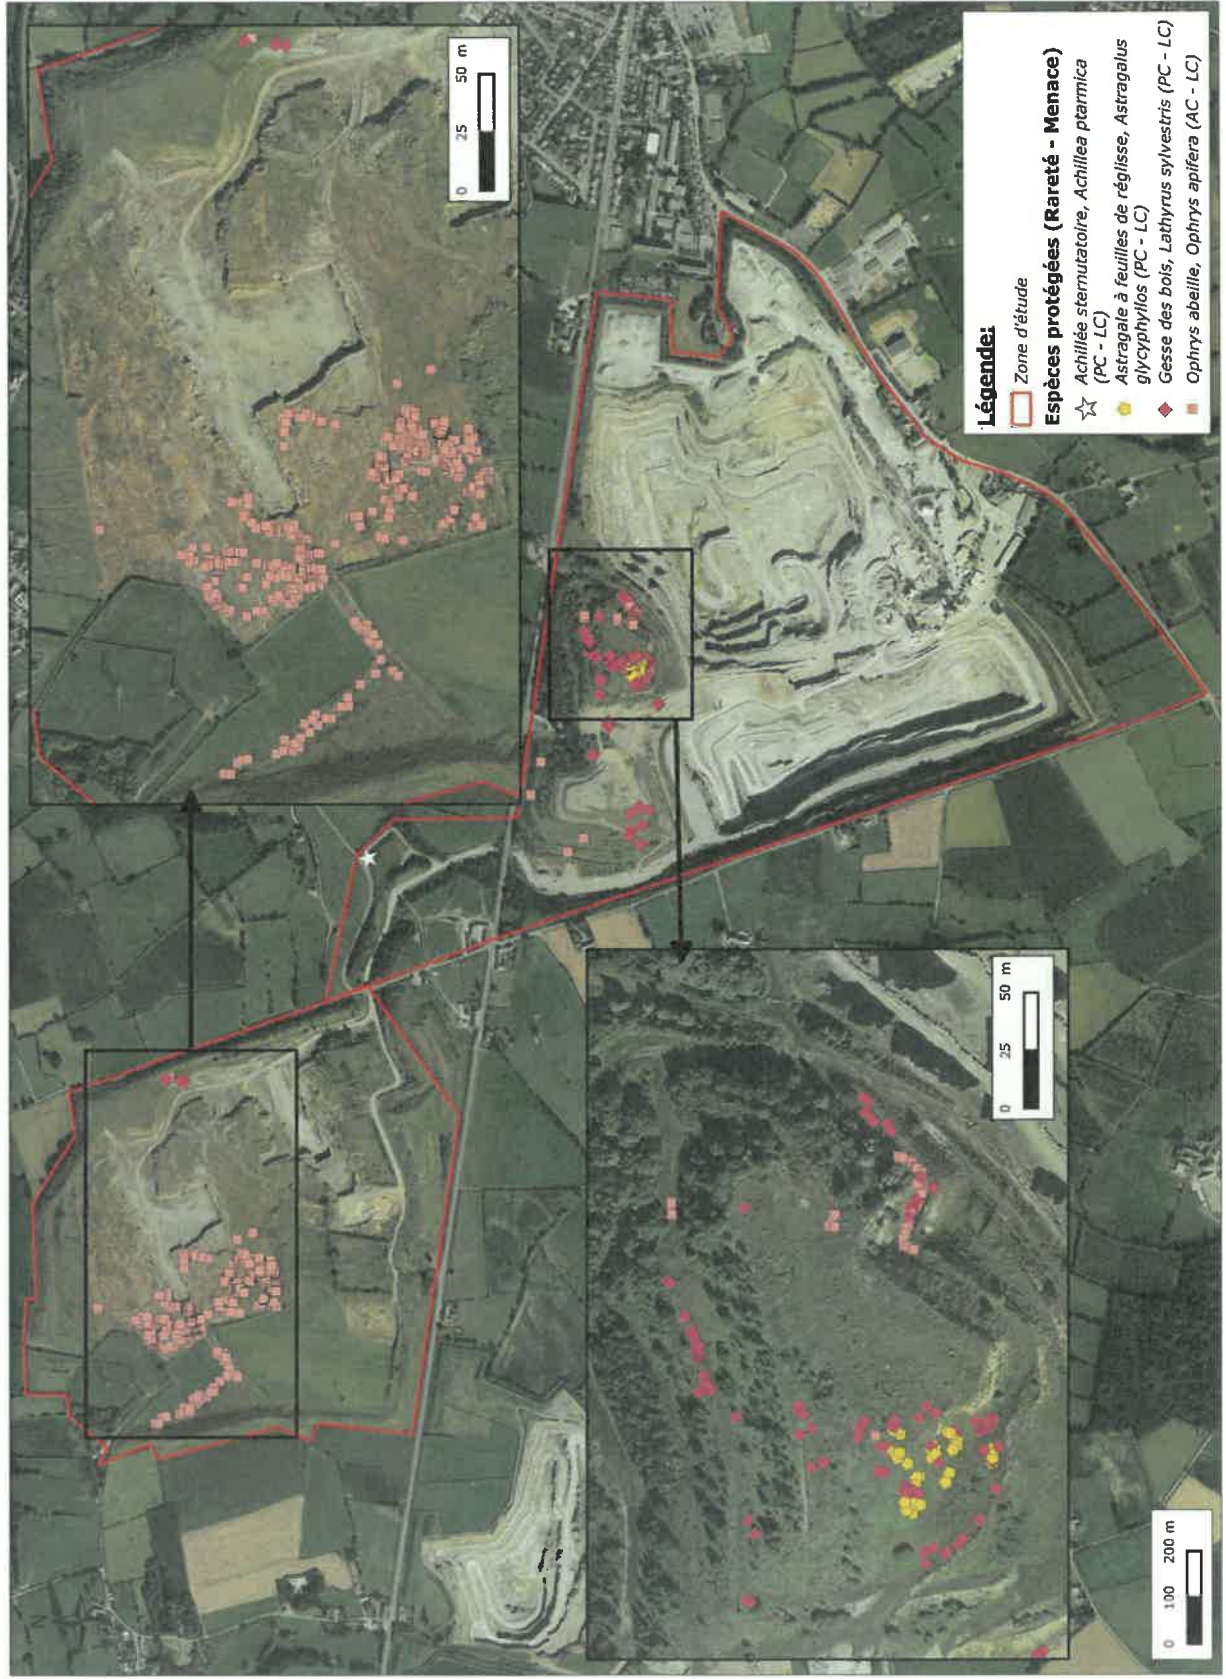 Légende:
Zone d'étude
Espèces protégées (Rareté - Menace)
Achillée sternutatoire, Achillea ptarmica
(PC - LC)
Astragale à feuilles de réglisse, Astragalus
glycyphyllos (PC - LC)
Gesse des bois, Lathyrus sylvestris (PC - LC)
Ophrys abeille, Ophrys apifera (AC - LC)
0 25 50 m
0 25 50 m
0 100 200 m